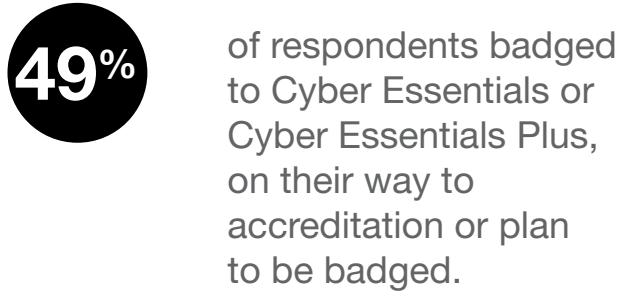 49%
of respondents badged
to Cyber Essentials or
Cyber Essentials Plus,
on their way to
accreditation or plan
to be badged.